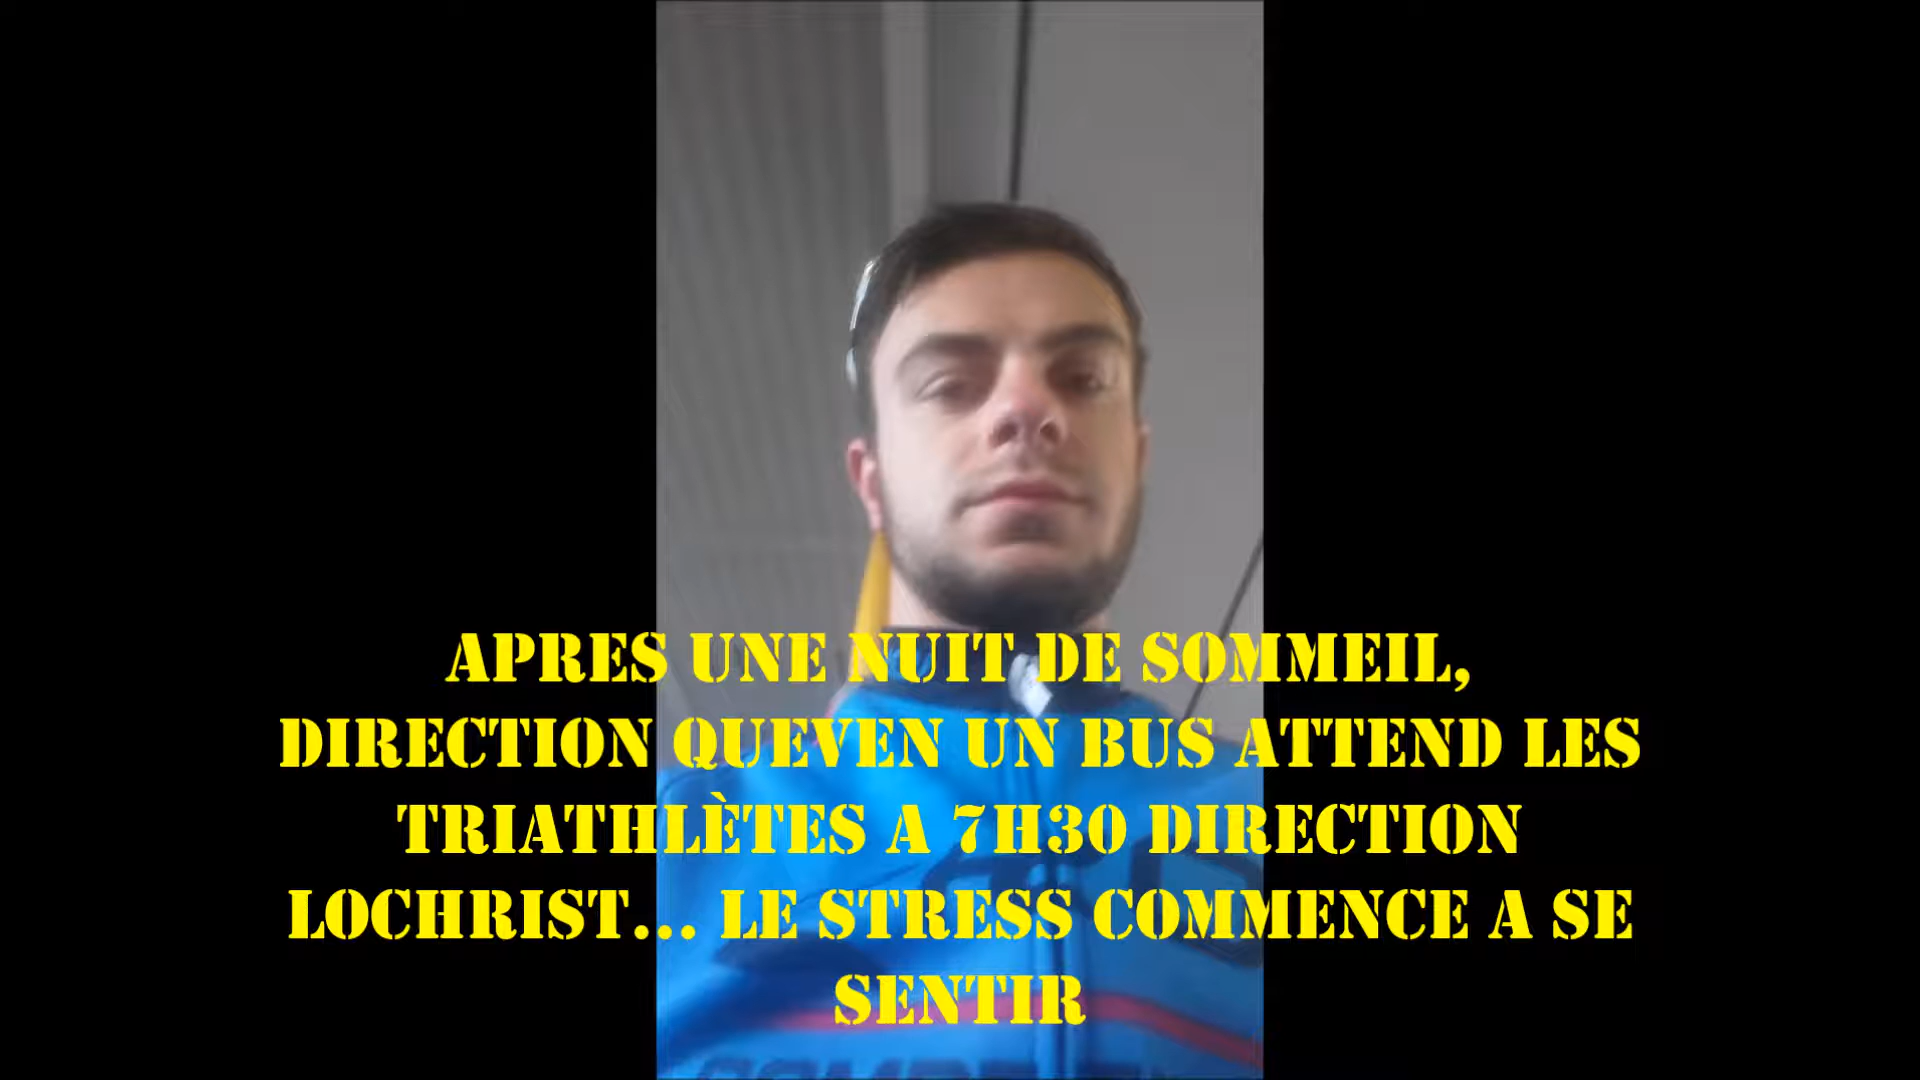 APRES UNE NUIT DE SOMMEIL,
DIRECTION QUEVEN UN BUS ATTEND LES
TRIATHLÈTES A 7H30 DIRECTION
LOCHRIST... LE STRESS COMMENCE A SE
SENTIR